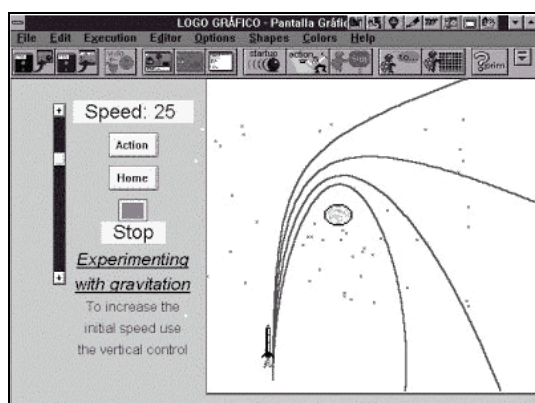 LOGO GRÁFICO - Pantalla Gráfic
File Edit Execution Editor Options Shapes Colors Help
startup action... to...
Speed: 25
Action
Home
Stop
Experimenting
with gravitation
To increase the
initial speed use
the vertical control